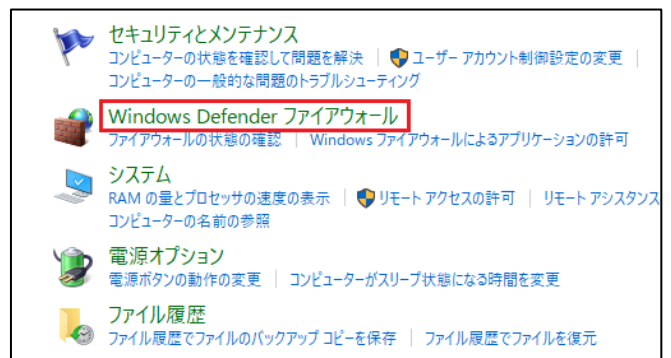 セキュリティとメンテナンス
コンピューターの状態を確認して問題を解決 | ユーザー アカウント制御設定の変更 |
コンピューターの一般的な問題のトラブルシューティング
Windows Defender ファイアウォール
ファイアウォールの状態の確認 | Windows ファイアウォールによるアプリケーションの許可
システム
RAM の量とプロセッサの速度の表示 | リモート アクセスの許可 | リモート アシスタンス
コンピューターの名前の参照
電源オプション
電源ボタンの動作の変更 | コンピューターがスリープ状態になる時間を変更
ファイル履歴
ファイル履歴でファイルのバックアップ コピーを保存 | ファイル履歴でファイルを復元